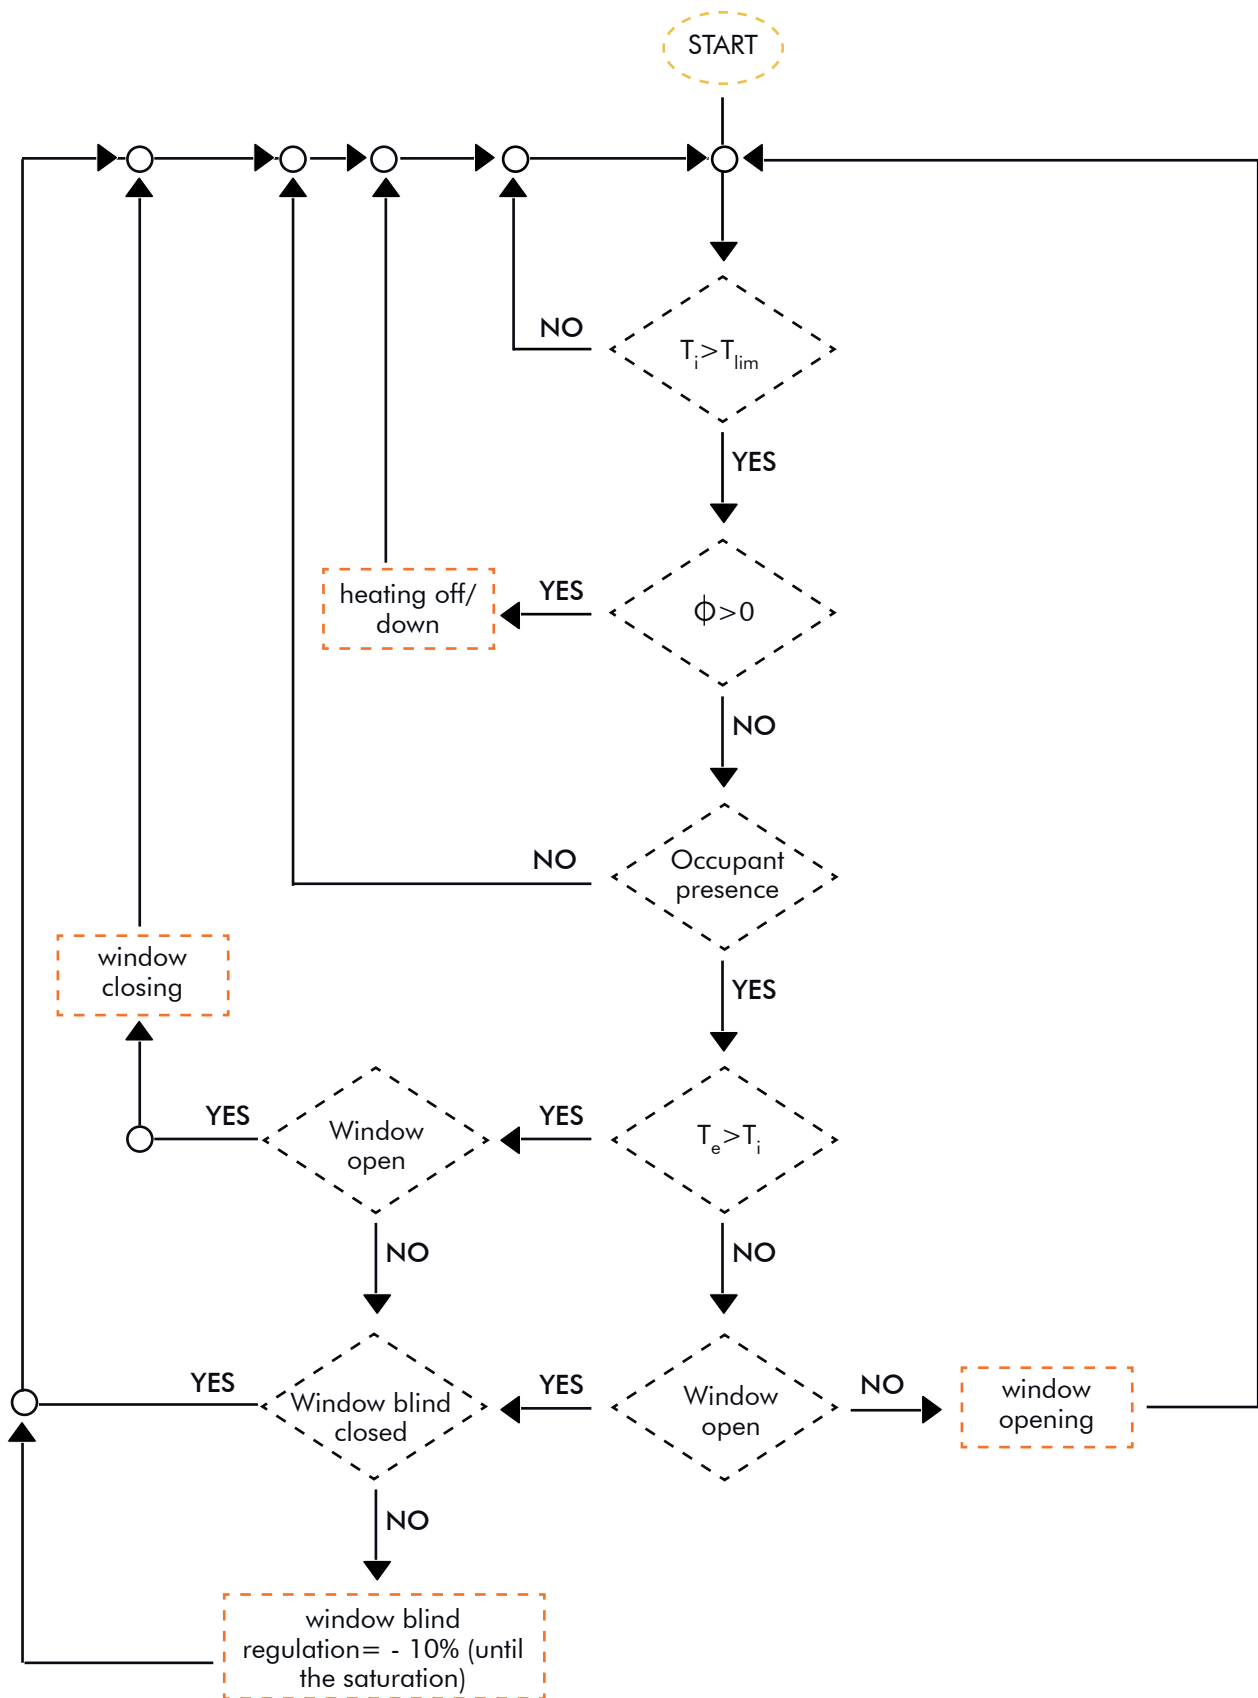 START
NO
Ti>Tlim
YES
heating off/
down
YES
ϕ>0
NO
NO
Occupant
presence
window
closing
YES
YES
Window
open
YES
Te>Ti
NO
NO
YES
Window blind
closed
YES
Window
open
NO
window
opening
NO
window blind
regulation= - 10% (until
the saturation)